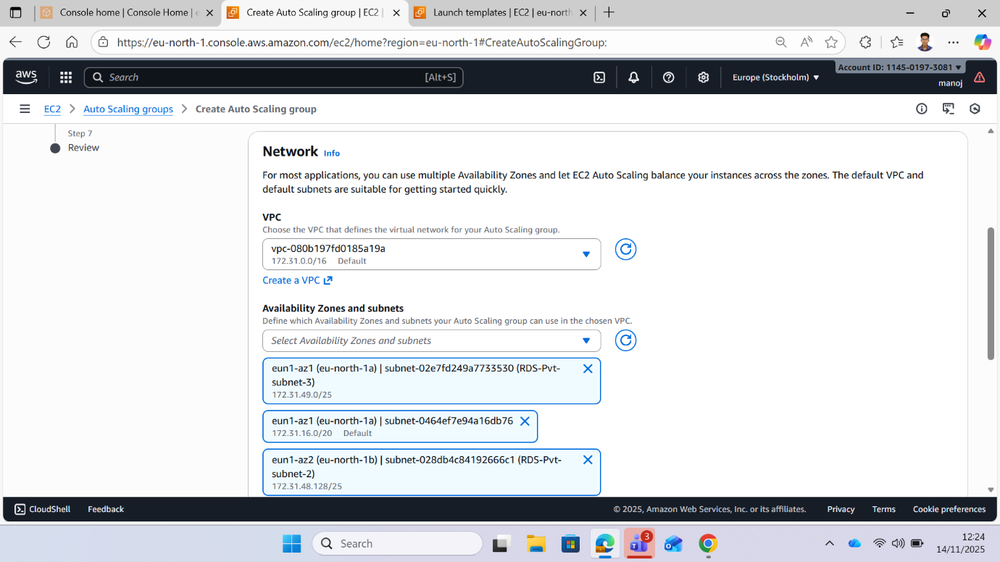 Console home | Console Home | e
Create Auto Scaling group | EC2 |
Launch templates | EC2 | eu-north
https://eu-north-1.console.aws.amazon.com/ec2/home?region=eu-north-1#CreateAutoScalingGroup:
aws
Search
[Alt+S]
Europe (Stockholm)
Account ID: 1145-0197-3081
manoj
EC2
Auto Scaling groups
Create Auto Scaling group
Step 7
Review
Network Info
For most applications, you can use multiple Availability Zones and let EC2 Auto Scaling balance your instances across the zones. The default VPC and
default subnets are suitable for getting started quickly.
VPC
Choose the VPC that defines the virtual network for your Auto Scaling group.
vpc-080b197fd0185a19a
172.31.0.0/16 Default
Create a VPC
Availability Zones and subnets
Define which Availability Zones and subnets your Auto Scaling group can use in the chosen VPC.
Select Availability Zones and subnets
eun1-az1 (eu-north-1a) | subnet-02e7fd249a7733530 (RDS-Pvt-
subnet-3)
172.31.49.0/25
eun1-az1 (eu-north-1a) | subnet-0464ef7e94a16db76
172.31.16.0/20 Default
eun1-az2 (eu-north-1b) | subnet-028db4c84192666c1 (RDS-Pvt-
subnet-2)
172.31.48.128/25
CloudShell
Feedback
© 2025, Amazon Web Services, Inc. or its affiliates.
Privacy
Terms
Cookie preferences
Search
3
12:24
14/11/2025